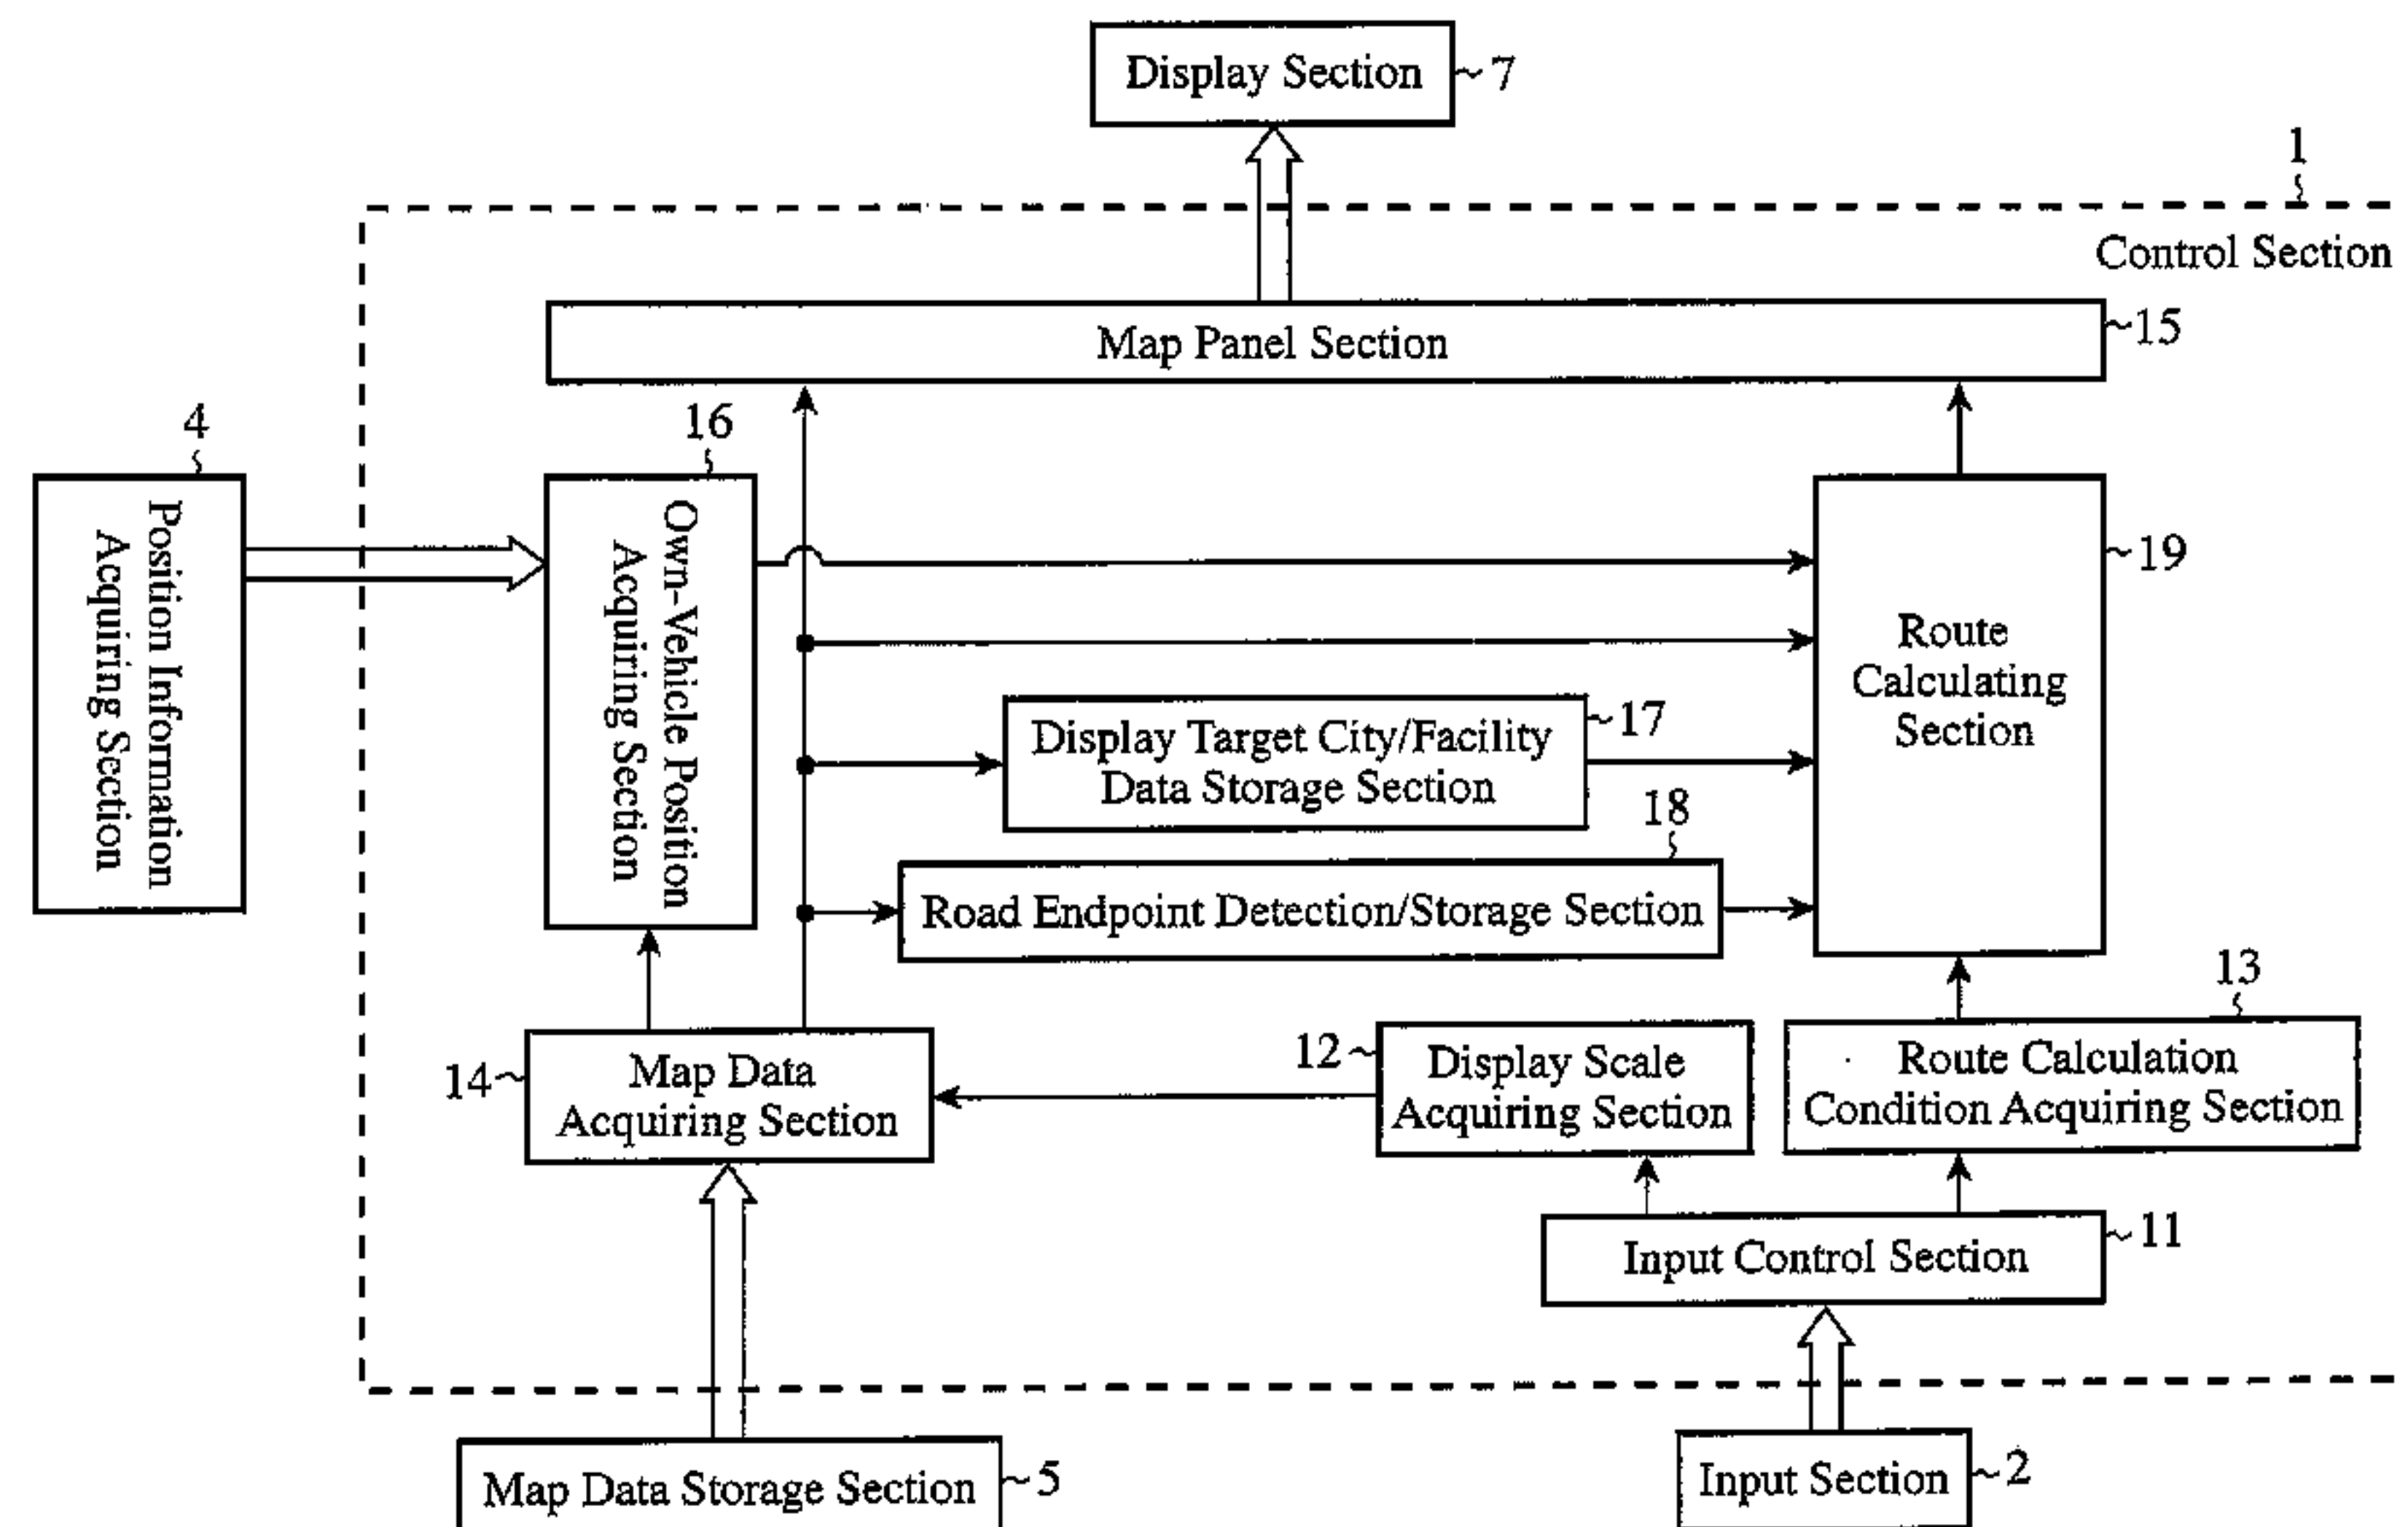 Display Section
7
1
Control Section
Map Panel Section
15
4
16
Position Information
Acquiring Section
Own-Vehicle Position
Acquiring Section
19
Route
Calculating
Section
Display Target City/Facility
Data Storage Section
17
18
Road Endpoint Detection/Storage Section
13
14
Map Data
Acquiring Section
12
Display Scale
Acquiring Section
Route Calculation
Condition Acquiring Section
Input Control Section
11
Map Data Storage Section
5
Input Section
2